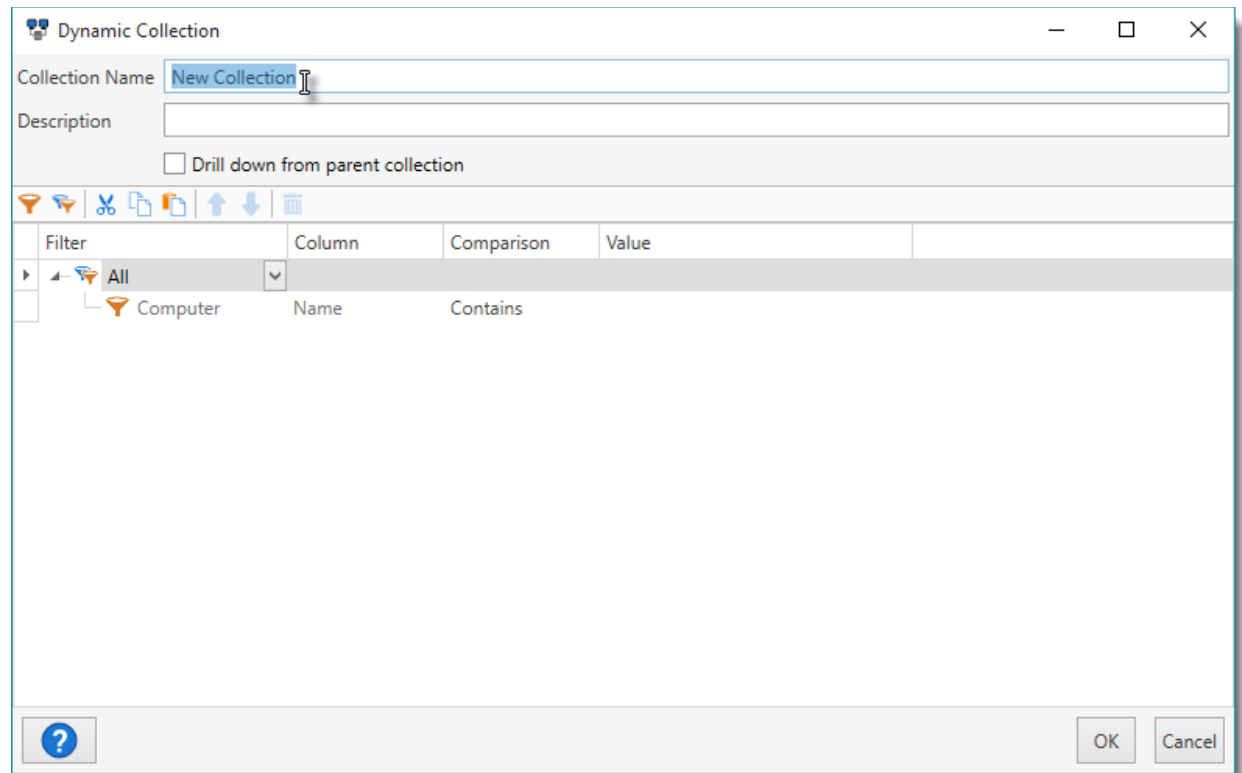 Dynamic Collection
Collection Name New Collection
Description
Drill down from parent collection
Filter Column Comparison Value
All
Computer Name Contains
? OK Cancel